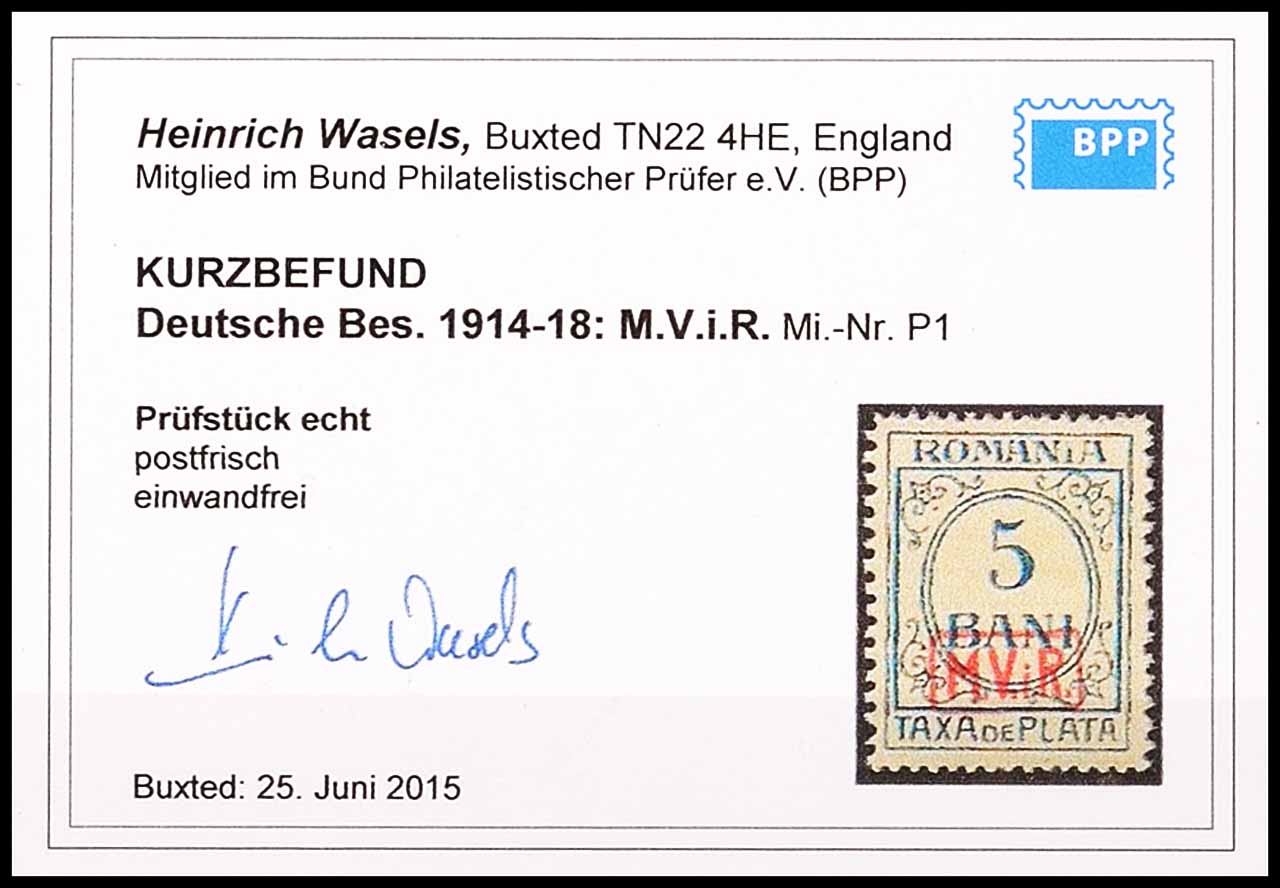 Heinrich Wasels, Buxted TN22 4HE, England
Mitglied im Bund Philatelistischer Prüfer e.V. (BPP)
BPP
KURZBEFUND
Deutsche Bes. 1914-18: M.V.i.R. Mi.-Nr. P1
Prüfstück echt
postfrisch
einwandfrei
ROMANiA
5
BANI
M.V.i.R.
TAXA DE PLATA
Wasels
Buxted: 25. Juni 2015